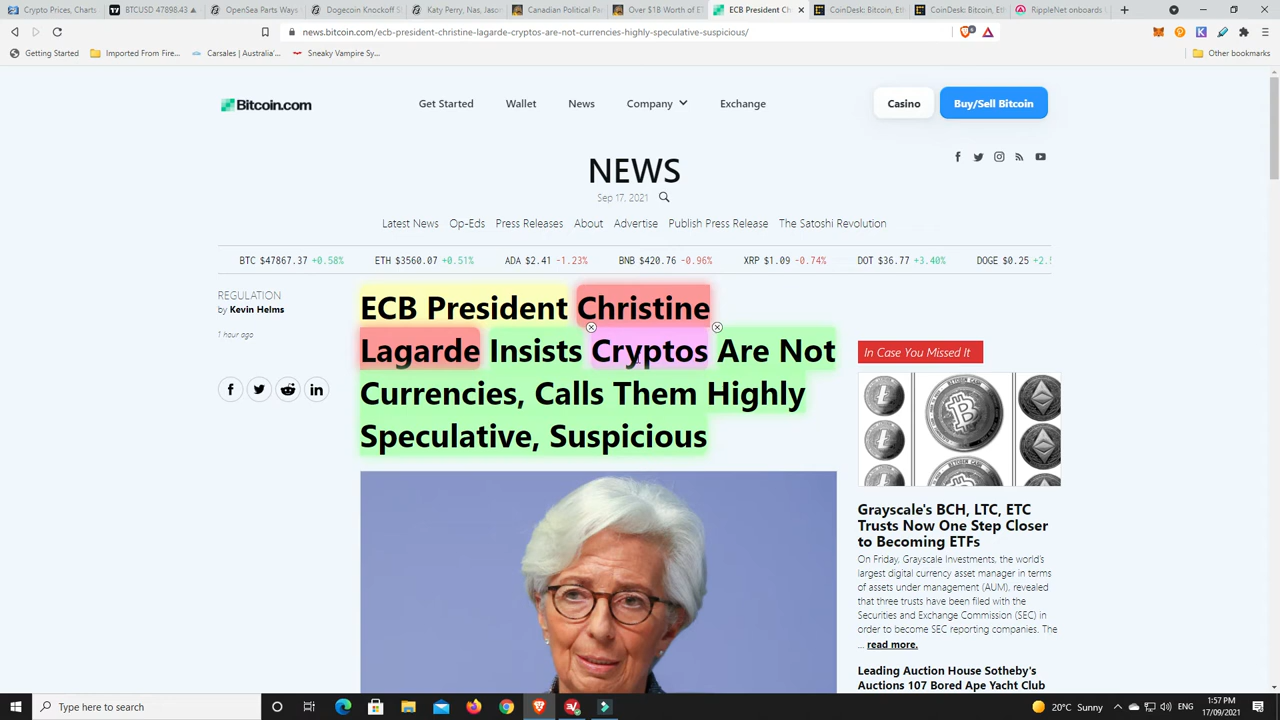 Crypto Prices, Charts
BTCUSD 47898.43
OpenSea Parts Ways
Dogecoin Knockoff S
Katy Perry, Nas, Jason
Canadian Political Pa
Over $1B Worth of ET
ECB President Ch
CoinDesk: Bitcoin, Eth
CoinDesk: Bitcoin, Eth
RippleNet onboards
news.bitcoin.com/ecb-president-christine-lagarde-cryptos-are-not-currencies-highly-speculative-suspicious/
Getting Started
Imported From Fire...
Carsales | Australia'...
Sneaky Vampire Sy...
Other bookmarks
Bitcoin.com
Get Started
Wallet
News
Company
Exchange
Casino
Buy/Sell Bitcoin
NEWS
Sep 17, 2021
Latest News Op-Eds Press Releases About Advertise Publish Press Release The Satoshi Revolution
BTC $47867.37 +0.58% ETH $3560.07 +0.51% ADA $2.41 -1.23% BNB $420.76 -0.96% XRP $1.09 -0.74% DOT $36.77 +3.40% DOGE $0.25
REGULATION
by Kevin Helms
1 hour ago
ECB President Christine
Lagarde Insists Cryptos Are Not
Currencies, Calls Them Highly
Speculative, Suspicious
In Case You Missed It
Grayscale's BCH, LTC, ETC
Trusts Now One Step Closer
to Becoming ETFs
On Friday, Grayscale Investments, the world's
largest digital currency asset manager in terms
of assets under management (AUM), revealed
that three trusts have been filed with the
Securities and Exchange Commission (SEC) in
order to become SEC reporting companies. The
... read more.
Leading Auction House Sotheby's
Auctions 107 Bored Ape Yacht Club
Type here to search
20°C Sunny
ENG
1:57 PM
17/09/2021